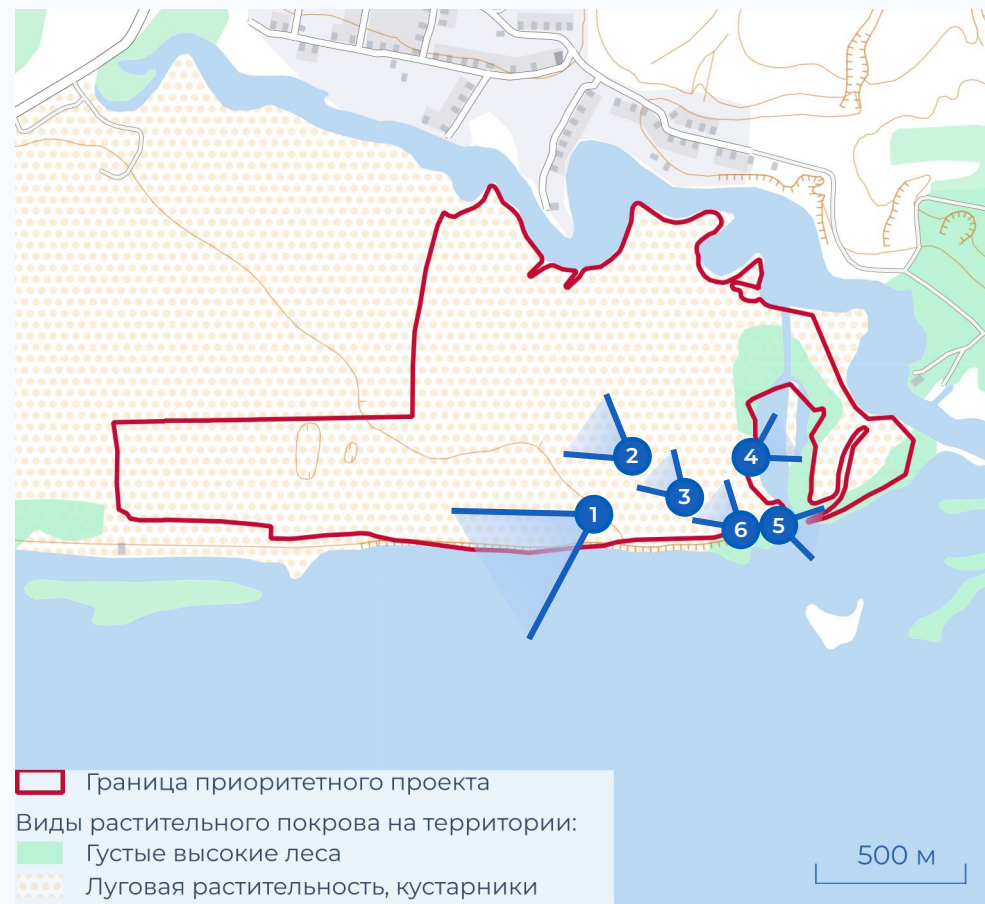 2
4
3
1
5
6
Граница приоритетного проекта
Виды растительного покрова на территории:
Густые высокие леса
500 м
Луговая растительность, кустарники